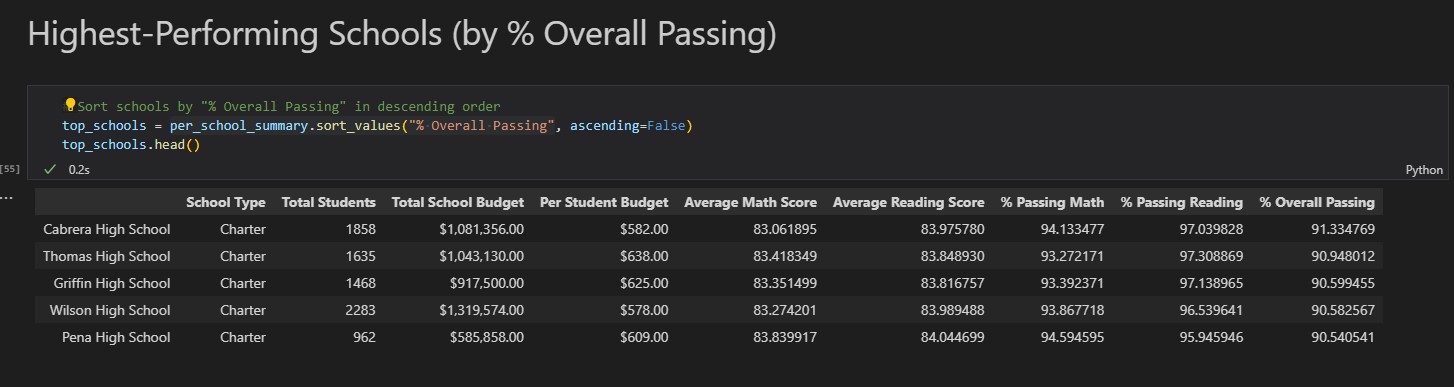 Highest-Performing Schools (by % Overall Passing)
Sort schools by "% Overall Passing" in descending order
top_schools = per_school_summary.sort_values("% Overall Passing", ascending=False)
top_schools.head()
[55] 0.2s Python
School Type Total Students Total School Budget Per Student Budget Average Math Score Average Reading Score % Passing Math % Passing Reading % Overall Passing
Cabrera High School Charter 1858 $1,081,356.00 $582.00 83.061895 83.975780 94.133477 97.039828 91.334769
Thomas High School Charter 1635 $1,043,130.00 $638.00 83.418349 83.848930 93.272171 97.308869 90.948012
Griffin High School Charter 1468 $917,500.00 $625.00 83.351499 83.816757 93.392371 97.138965 90.599455
Wilson High School Charter 2283 $1,319,574.00 $578.00 83.274201 83.989488 93.867718 96.539641 90.582567
Pena High School Charter 962 $585,858.00 $609.00 83.839917 84.044699 94.594595 95.945946 90.540541